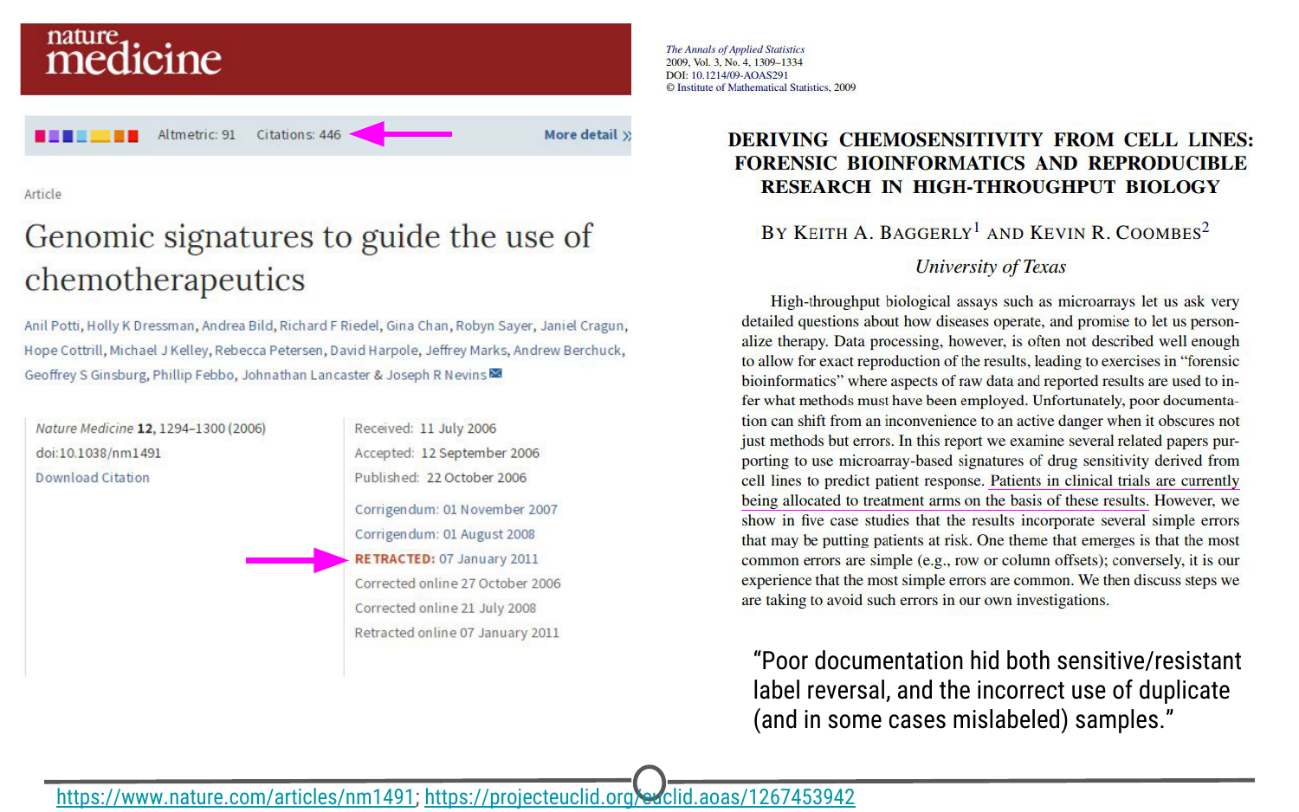 nature
medicine
Altmetric: 91 Citations: 446 More detail »
Article
Genomic signatures to guide the use of
chemotherapeutics
Anil Potti, Holly K Dressman, Andrea Bild, Richard F Riedel, Gina Chan, Robyn Sayer, Janiel Cragun,
Hope Cottrill, Michael J Kelley, Rebecca Petersen, David Harpole, Jeffrey Marks, Andrew Berchuck,
Geoffrey S Ginsburg, Phillip Febbo, Johnathan Lancaster & Joseph R Nevins
Nature Medicine 12, 1294–1300 (2006)
doi:10.1038/nm1491
Download Citation
Received: 11 July 2006
Accepted: 12 September 2006
Published: 22 October 2006
Corrigendum: 01 November 2007
Corrigendum: 01 August 2008
RETRACTED: 07 January 2011
Corrected online 27 October 2006
Corrected online 21 July 2008
Retracted online 07 January 2011
The Annals of Applied Statistics
2009, Vol. 3, No. 4, 1309–1334
DOI: 10.1214/09-AOAS291
© Institute of Mathematical Statistics, 2009
DERIVING CHEMOSENSITIVITY FROM CELL LINES:
FORENSIC BIOINFORMATICS AND REPRODUCIBLE
RESEARCH IN HIGH-THROUGHPUT BIOLOGY
BY KEITH A. BAGGERLY1 AND KEVIN R. COOMBES2
University of Texas
High-throughput biological assays such as microarrays let us ask very
detailed questions about how diseases operate, and promise to let us person-
alize therapy. Data processing, however, is often not described well enough
to allow for exact reproduction of the results, leading to exercises in “forensic
bioinformatics” where aspects of raw data and reported results are used to in-
fer what methods must have been employed. Unfortunately, poor documenta-
tion can shift from an inconvenience to an active danger when it obscures not
just methods but errors. In this report we examine several related papers pur-
porting to use microarray-based signatures of drug sensitivity derived from
cell lines to predict patient response. Patients in clinical trials are currently
being allocated to treatment arms on the basis of these results. However, we
show in five case studies that the results incorporate several simple errors
that may be putting patients at risk. One theme that emerges is that the most
common errors are simple (e.g., row or column offsets); conversely, it is our
experience that the most simple errors are common. We then discuss steps we
are taking to avoid such errors in our own investigations.
“Poor documentation hid both sensitive/resistant
label reversal, and the incorrect use of duplicate
(and in some cases mislabeled) samples.”
https://www.nature.com/articles/nm1491; https://projecteuclid.org/euclid.aoas/1267453942